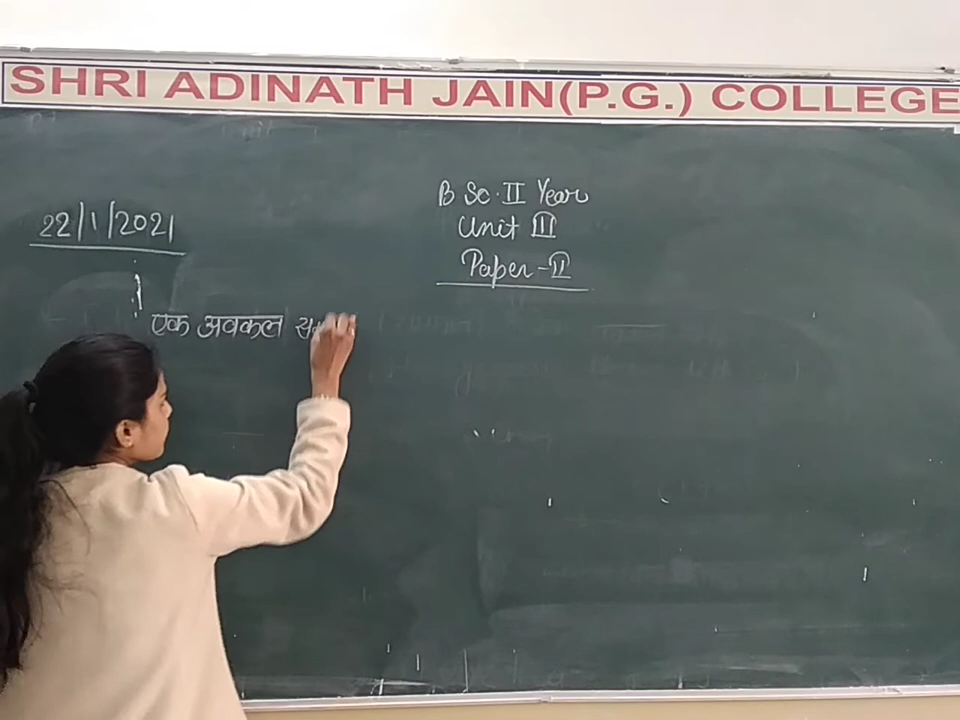 SHRI ADINATH JAIN(P.G.) COLLEGE
B Sc. II Year
22/1/2021
Unit III
Paper-II
एक अवकल